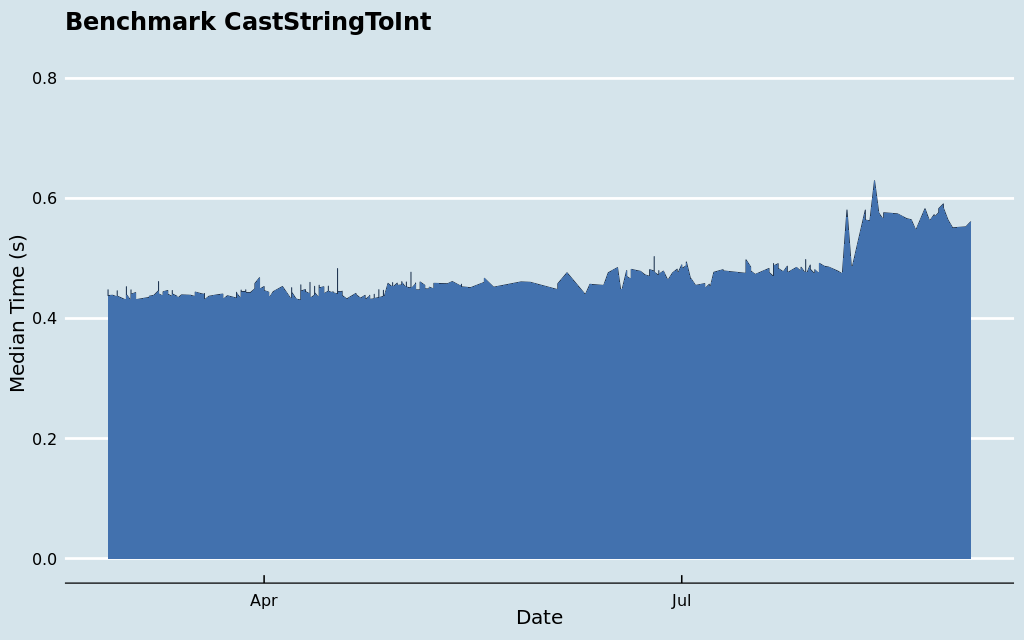 Benchmark CastStringToInt
0.8
0.6
0.4
0.2
0.0
Median Time (s)
Apr
Jul
Date